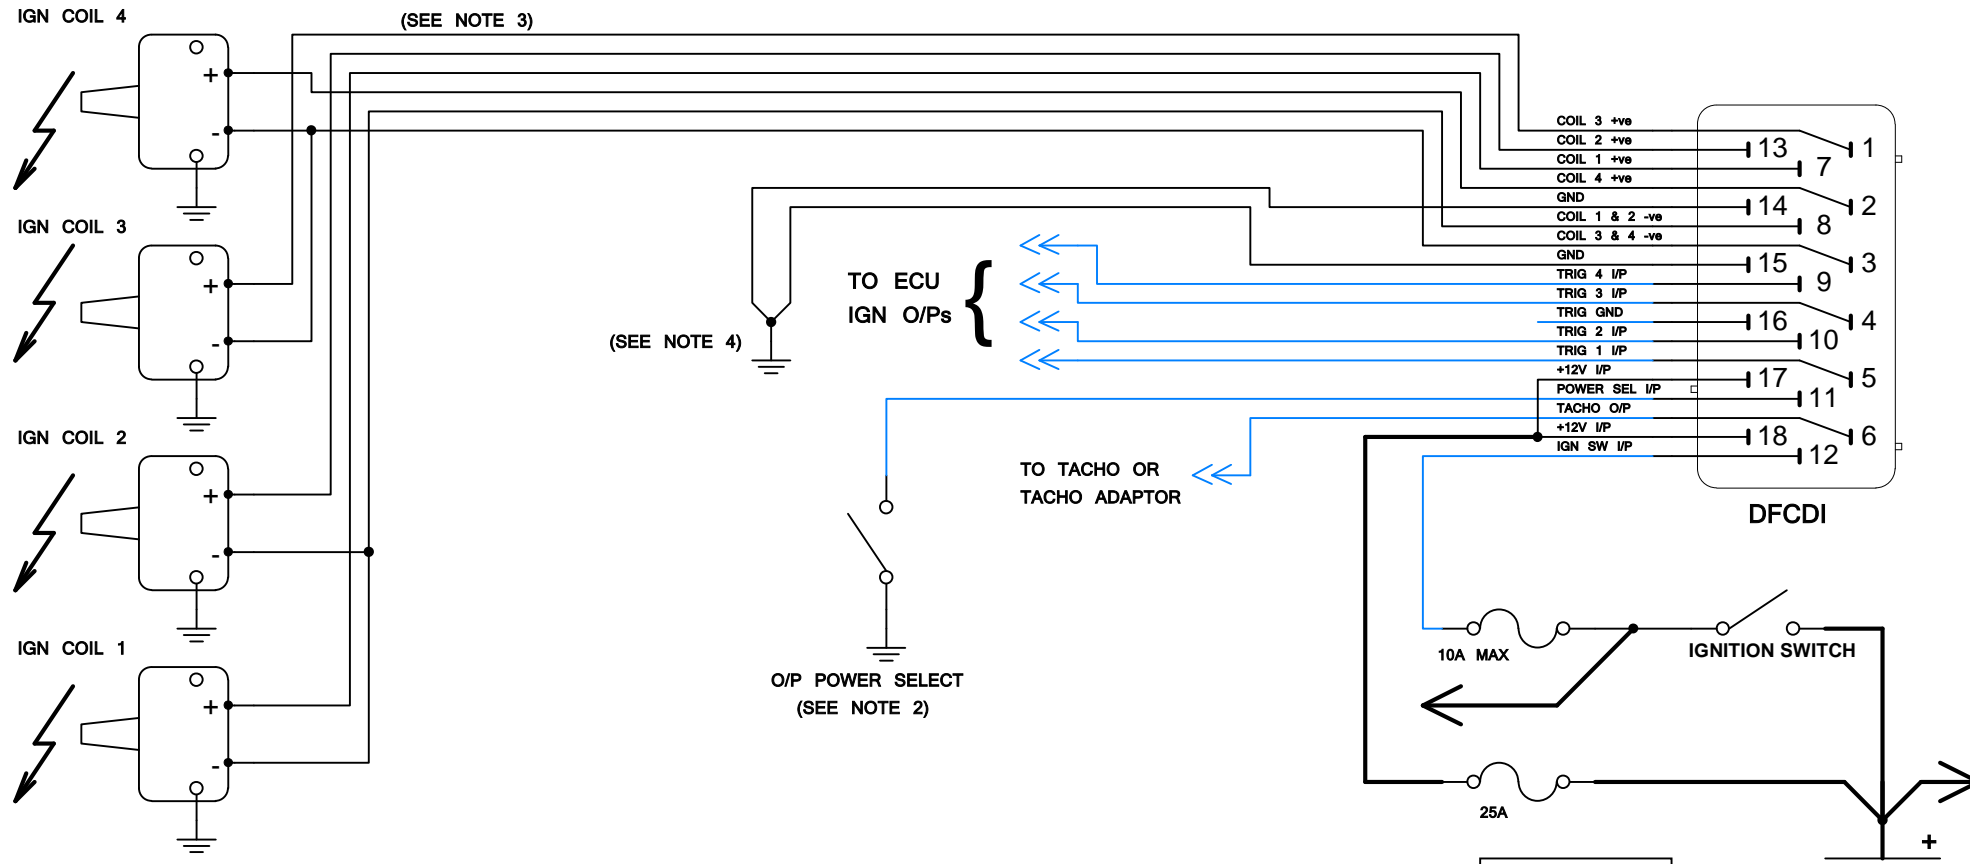 IGN COIL 4
(SEE NOTE 3)
+
-
IGN COIL 3
+
-
IGN COIL 2
+
-
IGN COIL 1
+
-
TO ECU
IGN O/Ps
{
(SEE NOTE 4)
TO TACHO OR
TACHO ADAPTOR
O/P POWER SELECT
(SEE NOTE 2)
COIL 3 +ve
COIL 2 +ve
COIL 1 +ve
COIL 4 +ve
GND
COIL 1 & 2 -ve
COIL 3 & 4 -ve
GND
TRIG 4 I/P
TRIG 3 I/P
TRIG GND
TRIG 2 I/P
TRIG 1 I/P
+12V I/P
POWER SEL I/P
TACHO O/P
+12V I/P
IGN SW I/P
13 1
7
14 2
8
15 3
9
16 4
10
17 5
11
18 6
12
DFCDI
10A MAX
IGNITION SWITCH
25A
+